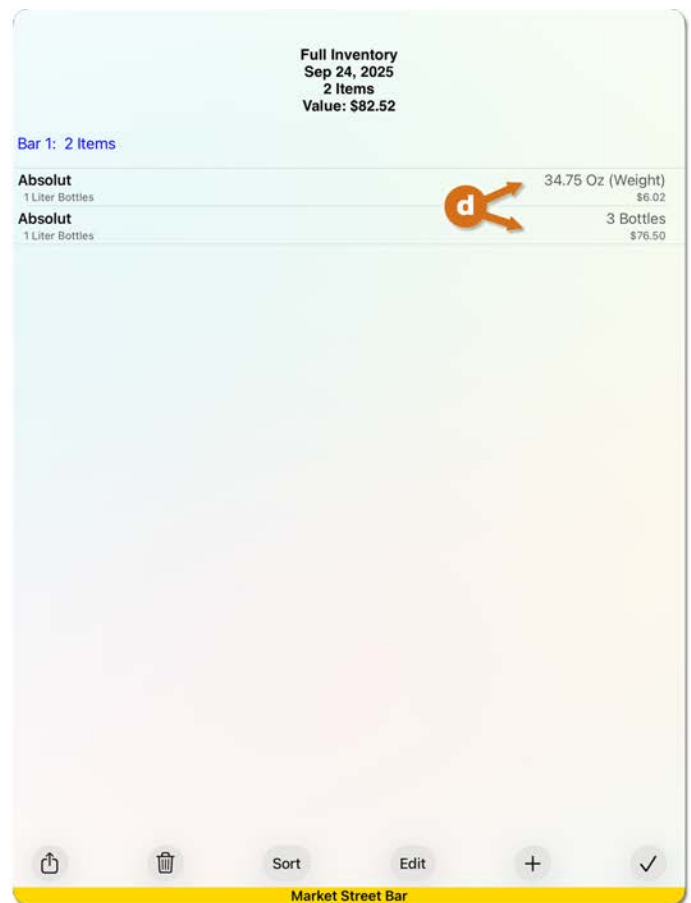 Full Inventory
Sep 24, 2025
2 Items
Value: $82.52
Bar 1: 2 Items
Absolut
34.75 Oz (Weight)
1 Liter Bottles
$6.02
d
Absolut
3 Bottles
1 Liter Bottles
$76.50
Sort
Edit
Market Street Bar